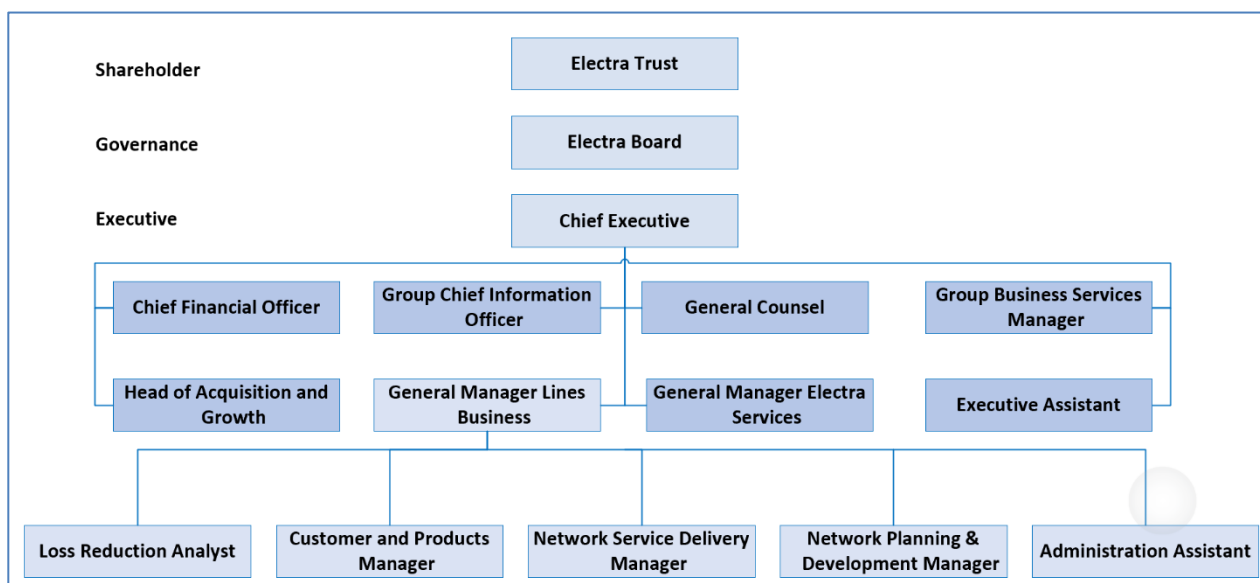 Shareholder
Electra Trust
Governance
Electra Board
Executive
Chief Executive
Chief Financial Officer
Group Chief Information
Officer
General Counsel
Group Business Services
Manager
Head of Acquisition and
Growth
General Manager Lines
Business
General Manager Electra
Services
Executive Assistant
Loss Reduction Analyst
Customer and Products
Manager
Network Service Delivery
Manager
Network Planning &
Development Manager
Administration Assistant